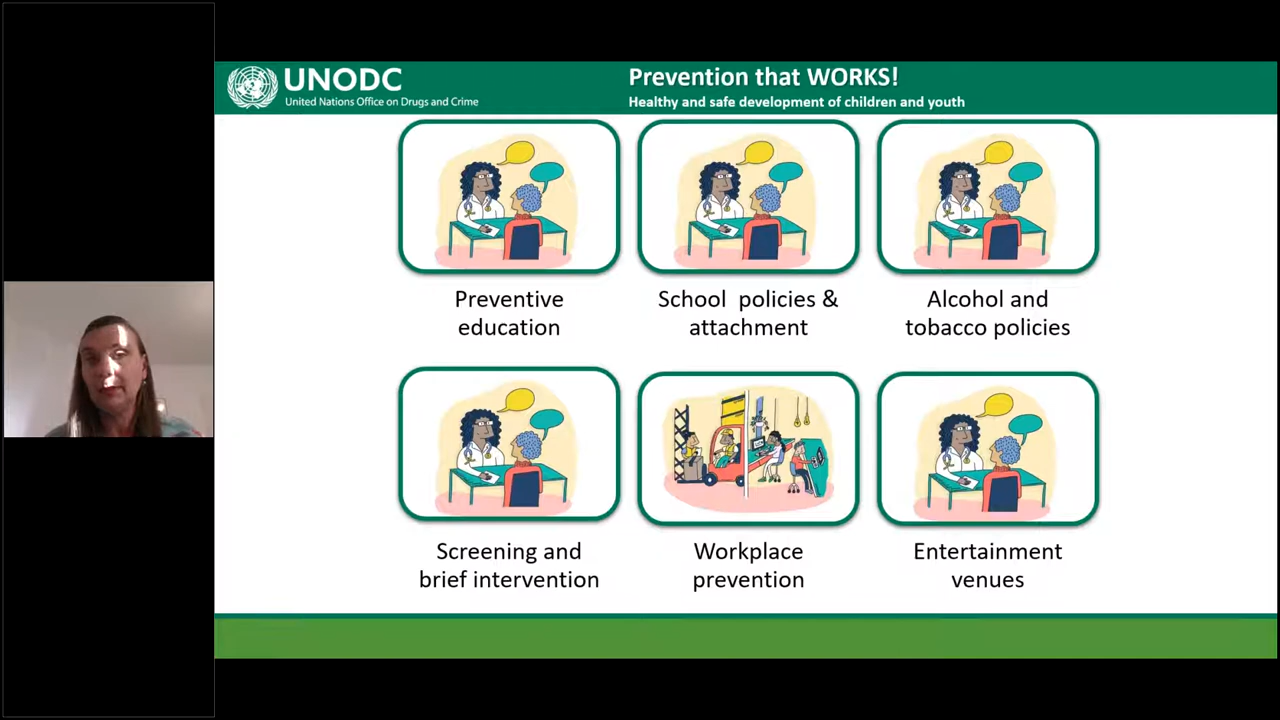 UNODC
United Nations Office on Drugs and Crime
Prevention that WORKS!
Healthy and safe development of children and youth
Preventive
education
School policies &
attachment
Alcohol and
tobacco policies
Screening and
brief intervention
Workplace
prevention
Entertainment
venues